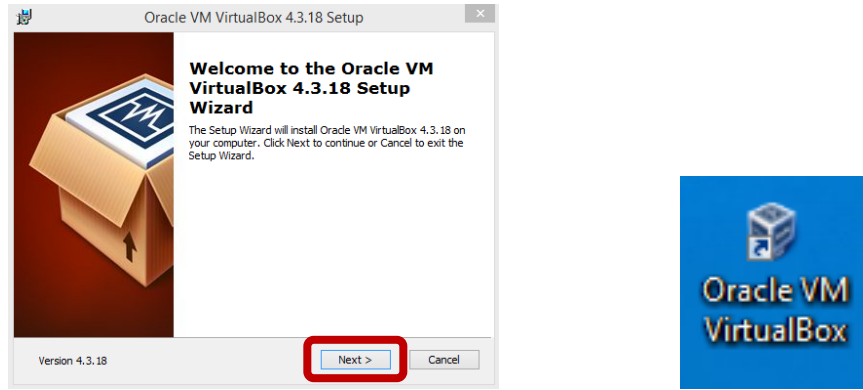 Oracle VM VirtualBox 4.3.18 Setup
Welcome to the Oracle VM
VirtualBox 4.3.18 Setup
Wizard
The Setup Wizard will install Oracle VM VirtualBox 4.3.18 on
your computer. Click Next to continue or Cancel to exit the
Setup Wizard.
Version 4.3.18
Next >
Cancel
Oracle VM
VirtualBox